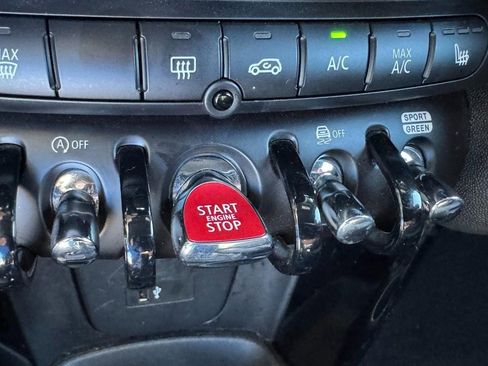 MAX
A/C
MAX
A/C
A OFF
OFF
SPORT
GREEN
START
ENGINE
STOP